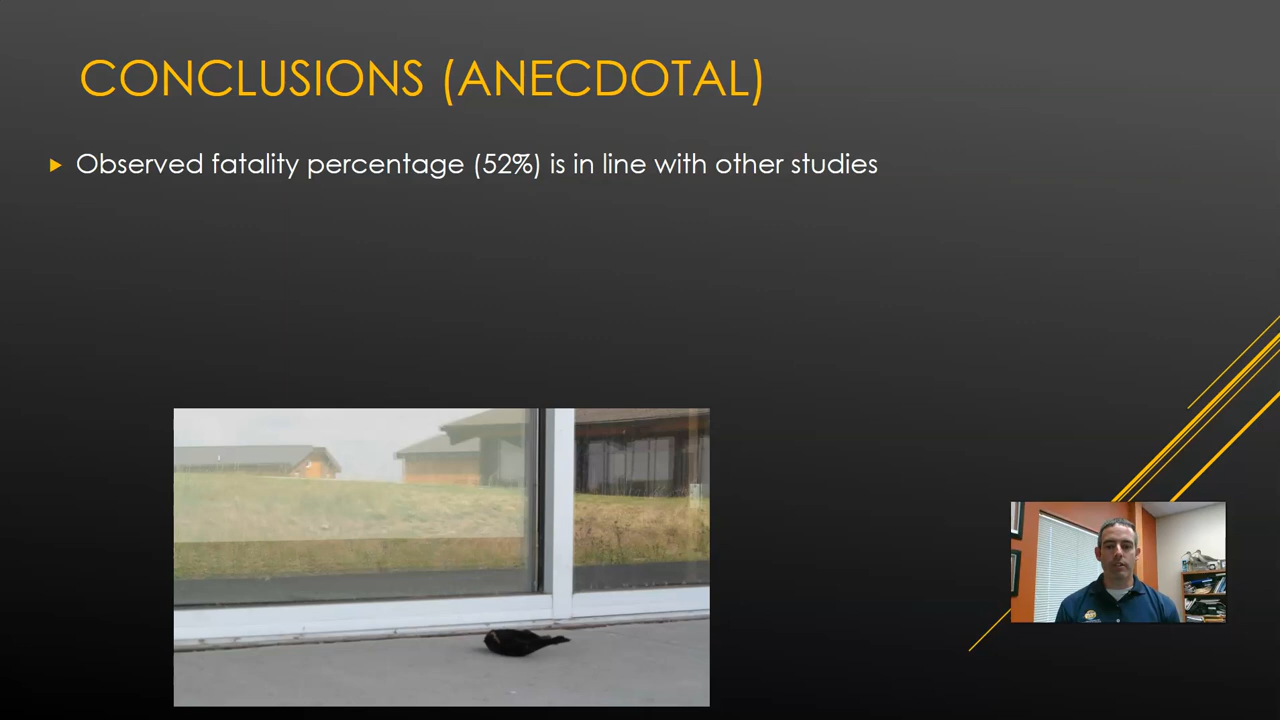 CONCLUSIONS (ANECDOTAL)
Observed fatality percentage (52%) is in line with other studies